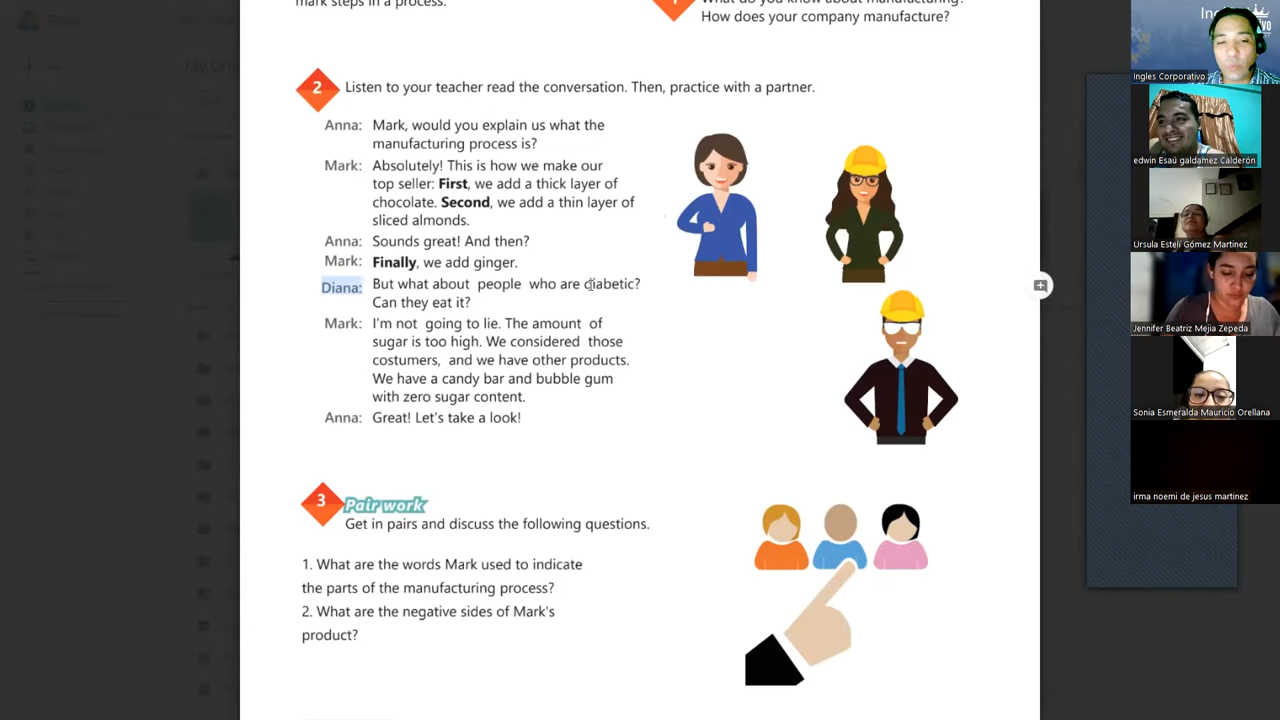 mark steps in a process.
What do you know about manufacturing?
How does your company manufacture?
2
Listen to your teacher read the conversation. Then, practice with a partner.
Anna: Mark, would you explain us what the
manufacturing process is?
Mark: Absolutely! This is how we make our
top seller: First, we add a thick layer of
chocolate. Second, we add a thin layer of
sliced almonds.
Anna: Sounds great! And then?
Mark: Finally, we add ginger.
Diana: But what about people who are diabetic?
Can they eat it?
Mark: I'm not going to lie. The amount of
sugar is too high. We considered those
costumers, and we have other products.
We have a candy bar and bubble gum
with zero sugar content.
Anna: Great! Let's take a look!
3
Pair work
Get in pairs and discuss the following questions.
1. What are the words Mark used to indicate
the parts of the manufacturing process?
2. What are the negative sides of Mark's
product?
Ingles Corporativo
edwin Esaú galdamez Calderón
Ursula Estelí Gómez Martinez
Jennifer Beatriz Mejia Zepeda
Sonia Esmeralda Mauricio Orellana
irma noemi de jesus martinez